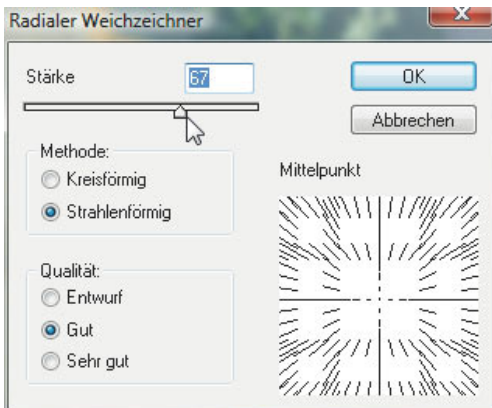 Radialer Weichzeichner
Stärke 67
OK
Abbrechen
Methode:
Kreisförmig
Strahlenförmig
Mittelpunkt
Qualität:
Entwurf
Gut
Sehr gut